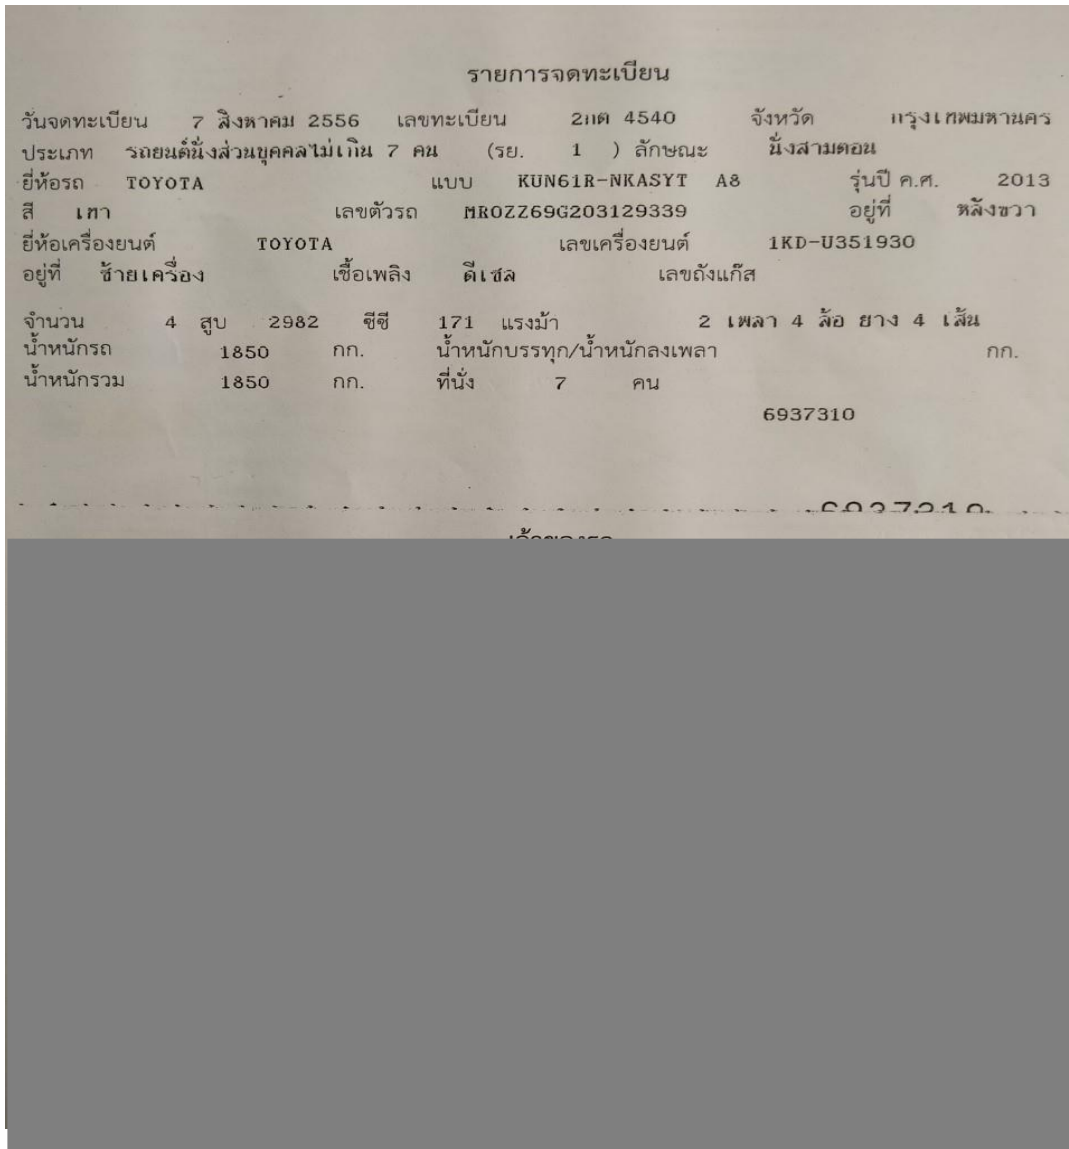 รายการจดทะเบียน
วันจดทะเบียน 7 สิงหาคม 2556 เลขทะเบียน 2กต 4540 จังหวัด กรุงเทพมหานคร
ประเภท รถยนต์นั่งส่วนบุคคลไม่เกิน 7 คน (รย. 1 ) ลักษณะ นั่งสามตอน
ยี่ห้อรถ TOYOTA แบบ KUN61R-NKASYT A8 รุ่นปี ค.ศ. 2013
สี เทา เลขตัวรถ MROZZ69G203129339 อยู่ที่ หลังขวา
ยี่ห้อเครื่องยนต์ TOYOTA เลขเครื่องยนต์ 1KD-U351930
อยู่ที่ ซ้ายเครื่อง เชื้อเพลิง ดีเซล เลขถังแก๊ส
จำนวน 4 สูบ 2982 ซีซี 171 แรงม้า 2 เพลา 4 ล้อ ยาง 4 เส้น
น้ำหนักรถ 1850 กก. น้ำหนักบรรทุก/น้ำหนักลงเพลา กก.
น้ำหนักรวม 1850 กก. ที่นั่ง 7 คน
6937310